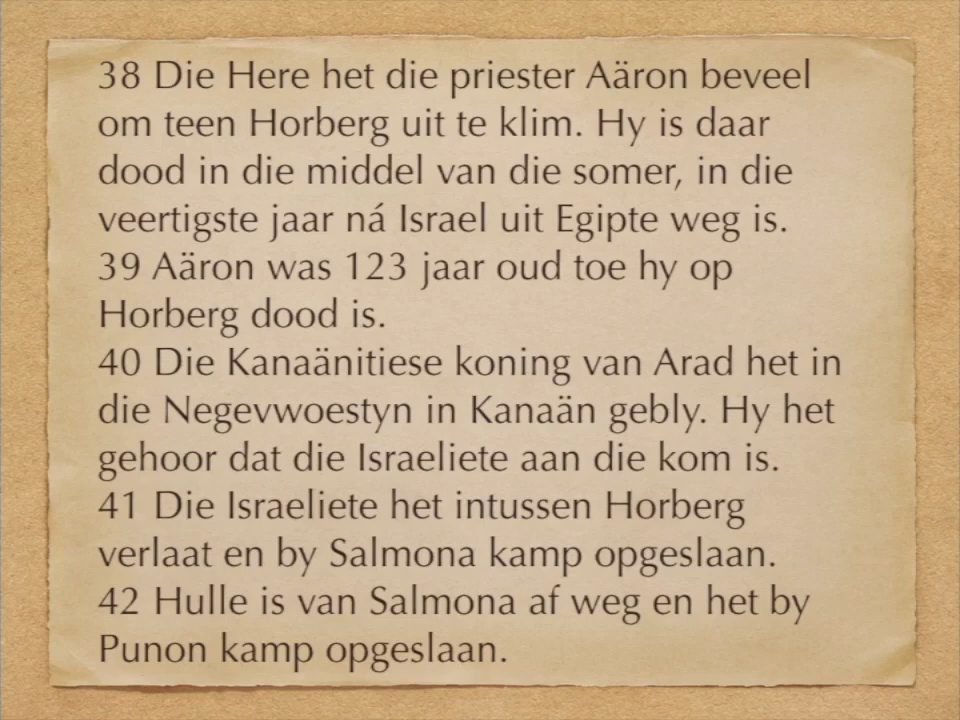 38 Die Here het die priester Aäron beveel
om teen Horberg uit te klim. Hy is daar
dood in die middel van die somer, in die
veertigste jaar ná Israel uit Egipte weg is.
39 Aäron was 123 jaar oud toe hy op
Horberg dood is.
40 Die Kanaänitiese koning van Arad het in
die Negevwoestyn in Kanaän gebly. Hy het
gehoor dat die Israeliete aan die kom is.
41 Die Israeliete het intussen Horberg
verlaat en by Salmona kamp opgeslaan.
42 Hulle is van Salmona af weg en het by
Punon kamp opgeslaan.